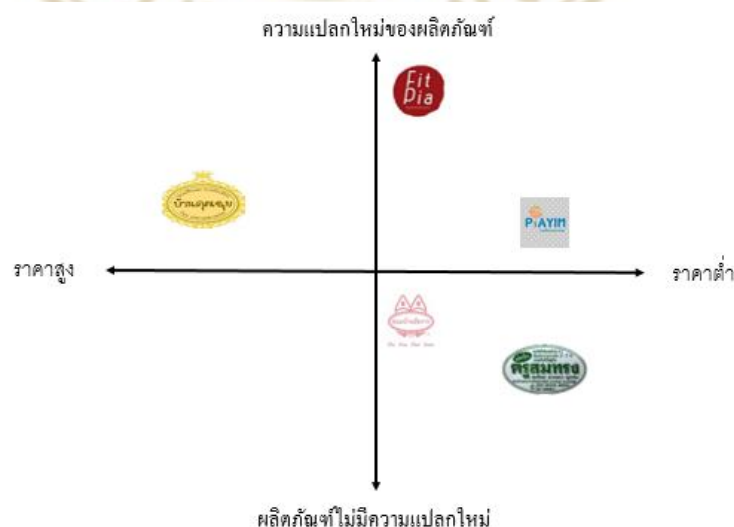 ความแปลกใหม่ของผลิตภัณฑ์
Fit
Dia
บ้านคุณชุบ
PiAYIM
ราคาสูง
ราคาต่ำ
ครูสมทรง
ผลิตภัณฑ์ไม่มีความแปลกใหม่